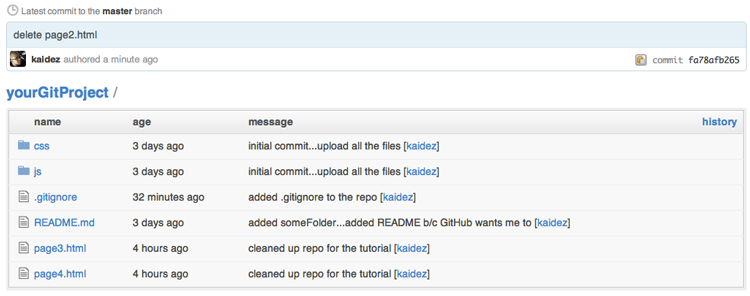 Latest commit to the master branch
delete page2.html
kaidez authored a minute ago commit fa78afb265
yourGitProject /
name age message history
css 3 days ago initial commit...upload all the files [kaidez]
js 3 days ago initial commit...upload all the files [kaidez]
.gitignore 32 minutes ago added .gitignore to the repo [kaidez]
README.md 3 days ago added someFolder...added README b/c GitHub wants me to [kaidez]
page3.html 4 hours ago cleaned up repo for the tutorial [kaidez]
page4.html 4 hours ago cleaned up repo for the tutorial [kaidez]